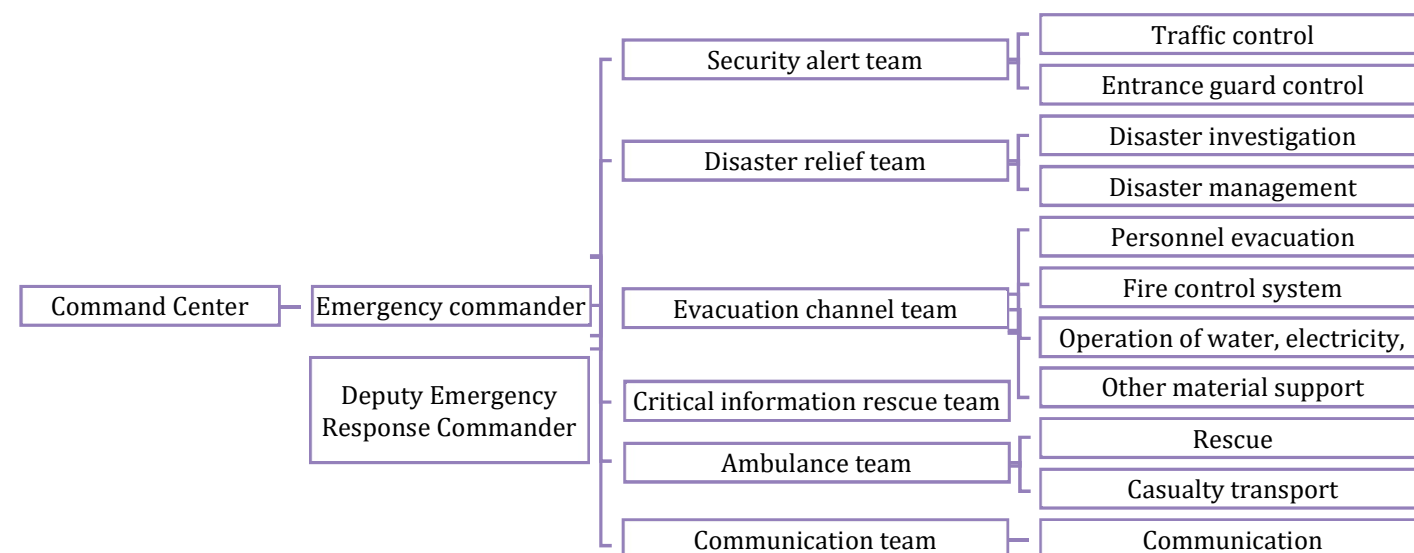 Command Center
Emergency commander
Deputy Emergency
Response Commander
Security alert team
Traffic control
Entrance guard control
Disaster relief team
Disaster investigation
Disaster management
Evacuation channel team
Personnel evacuation
Fire control system
Operation of water, electricity,
Other material support
Critical information rescue team
Ambulance team
Rescue
Casualty transport
Communication team
Communication